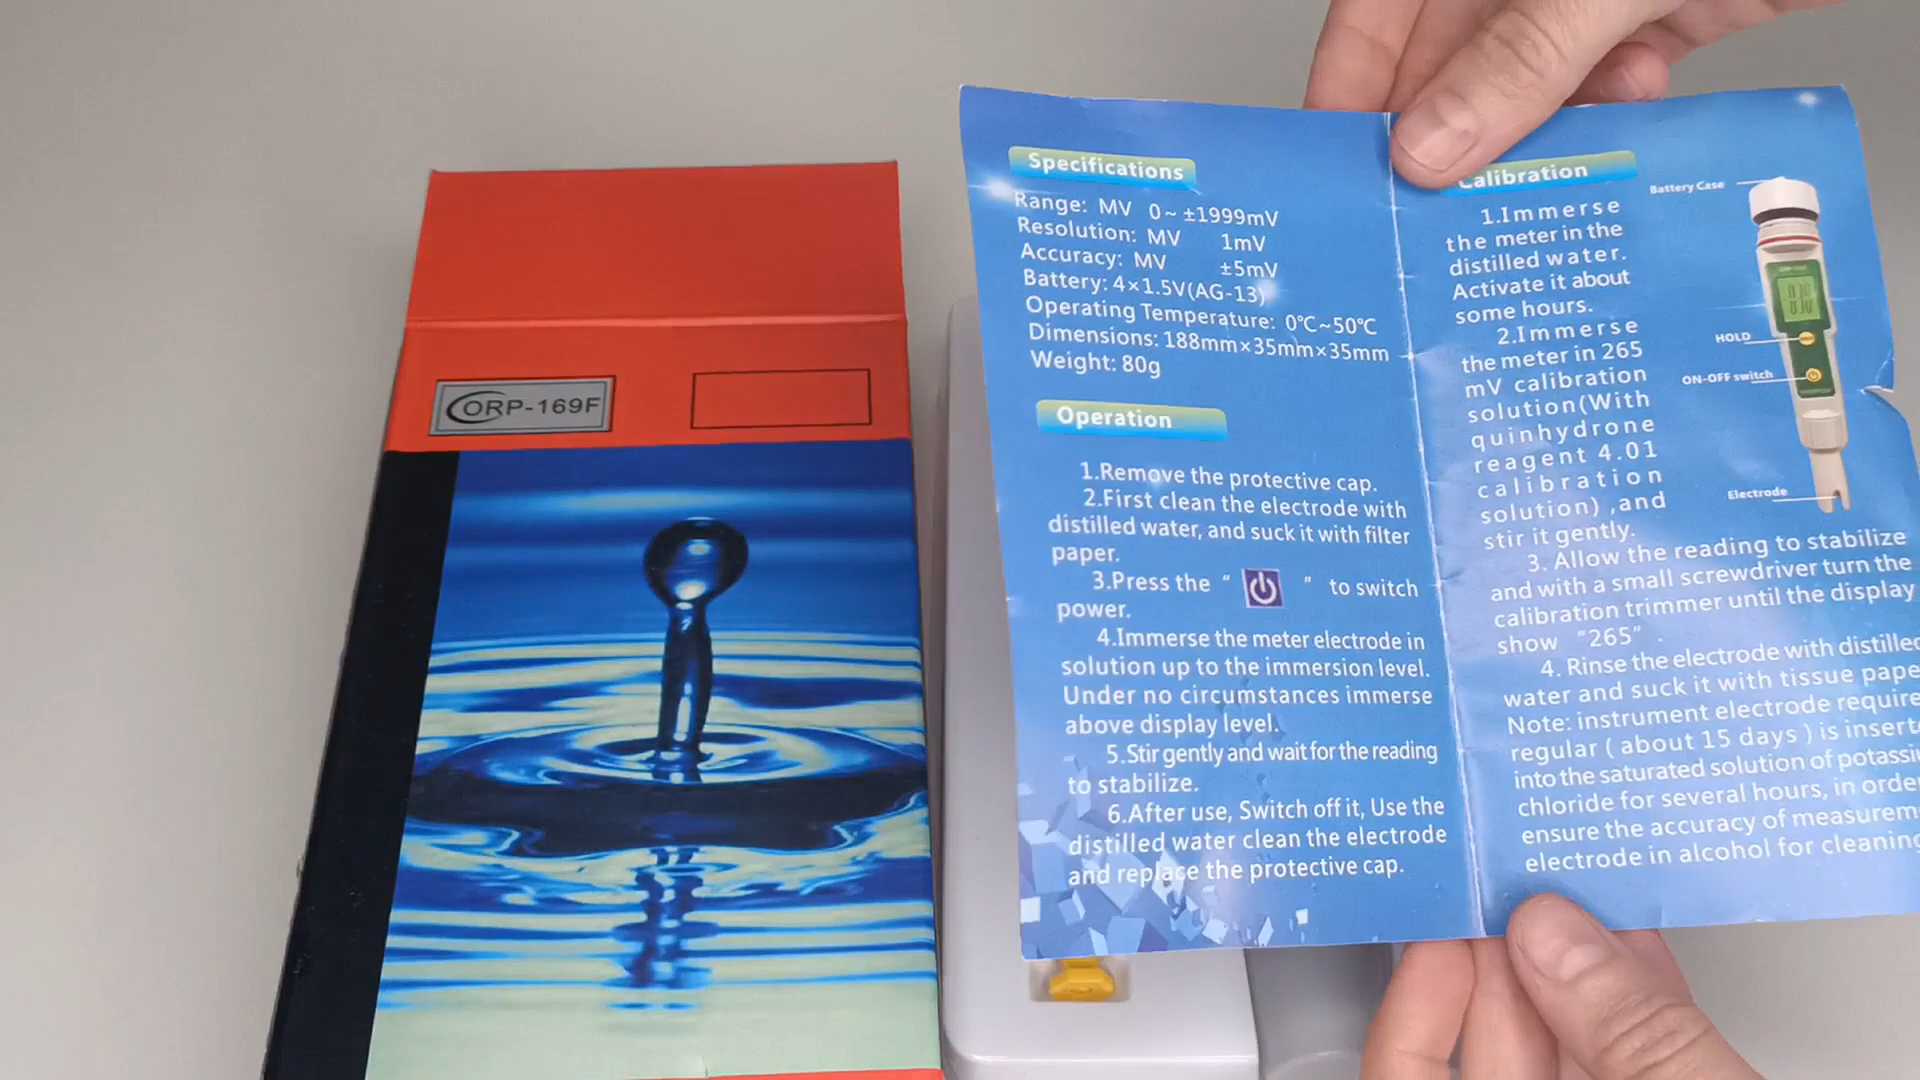 ORP-169F
Specifications
Range: MV 0~ ±1999mV
Resolution: MV 1mV
Accuracy: MV ±5mV
Battery: 4×1.5V(AG-13)
Operating Temperature: 0℃~50℃
Dimensions: 188mm×35mm×35mm
Weight: 80g
Operation
1.Remove the protective cap.
2.First clean the electrode with
distilled water, and suck it with filter
paper.
3.Press the " " to switch
power.
4.Immerse the meter electrode in
solution up to the immersion level.
Under no circumstances immerse
above display level.
5.Stir gently and wait for the reading
to stabilize.
6.After use, Switch off it, Use the
distilled water clean the electrode
and replace the protective cap.
Calibration
1.Immerse
the meter in the
distilled water.
Activate it about
some hours.
2.Immerse
the meter in 265
mV calibration
solution(With
quinhydrone
reagent 4.01
calibration
solution) ,and
stir it gently.
3. Allow the reading to stabilize
and with a small screwdriver turn the
calibration trimmer until the display
show "265" .
4. Rinse the electrode with distilled
water and suck it with tissue pape
Note: instrument electrode require
regular ( about 15 days ) is insert
into the saturated solution of potassi
chloride for several hours, in order
ensure the accuracy of measurem
electrode in alcohol for cleaning
Battery Case
HOLD
ON-OFF switch
Electrode